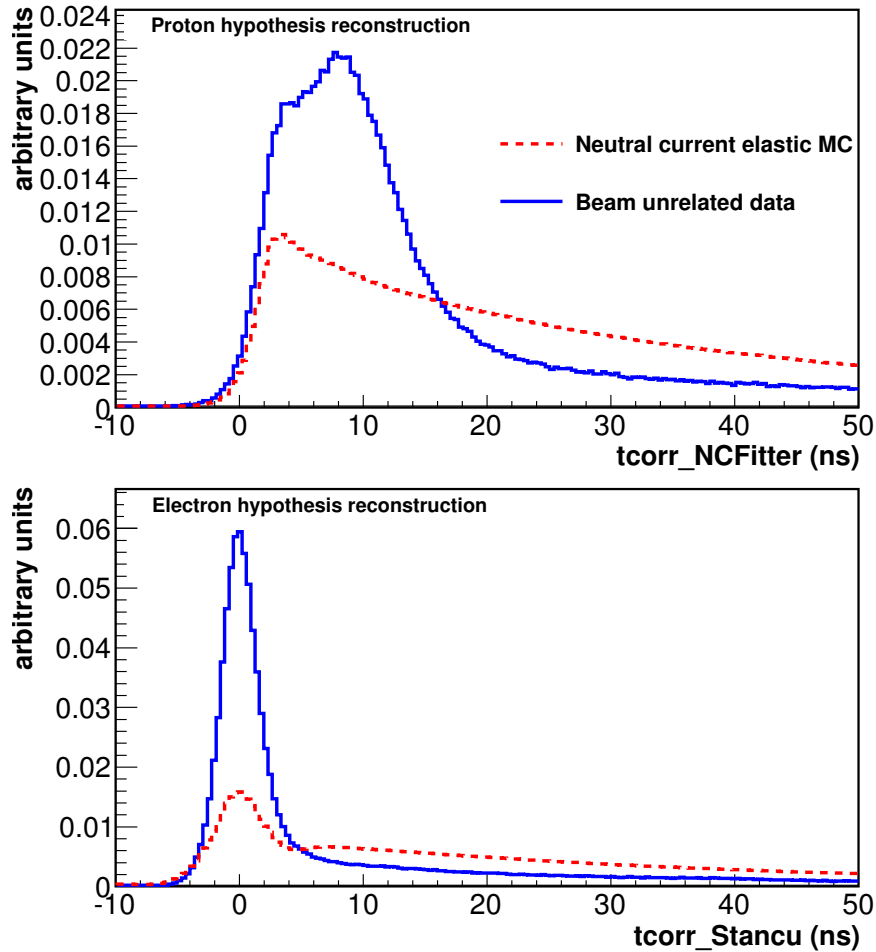 Proton hypothesis reconstruction
arbitrary units
0.024
0.022
0.02
0.018
0.016
0.014
0.012
0.01
0.008
0.006
0.004
0.002
0
Neutral current elastic MC
Beam unrelated data
-10 0 10 20 30 40 50
tcorr_NCFitter (ns)
Electron hypothesis reconstruction
arbitrary units
0.06
0.05
0.04
0.03
0.02
0.01
0
-10 0 10 20 30 40 50
tcorr_Stancu (ns)